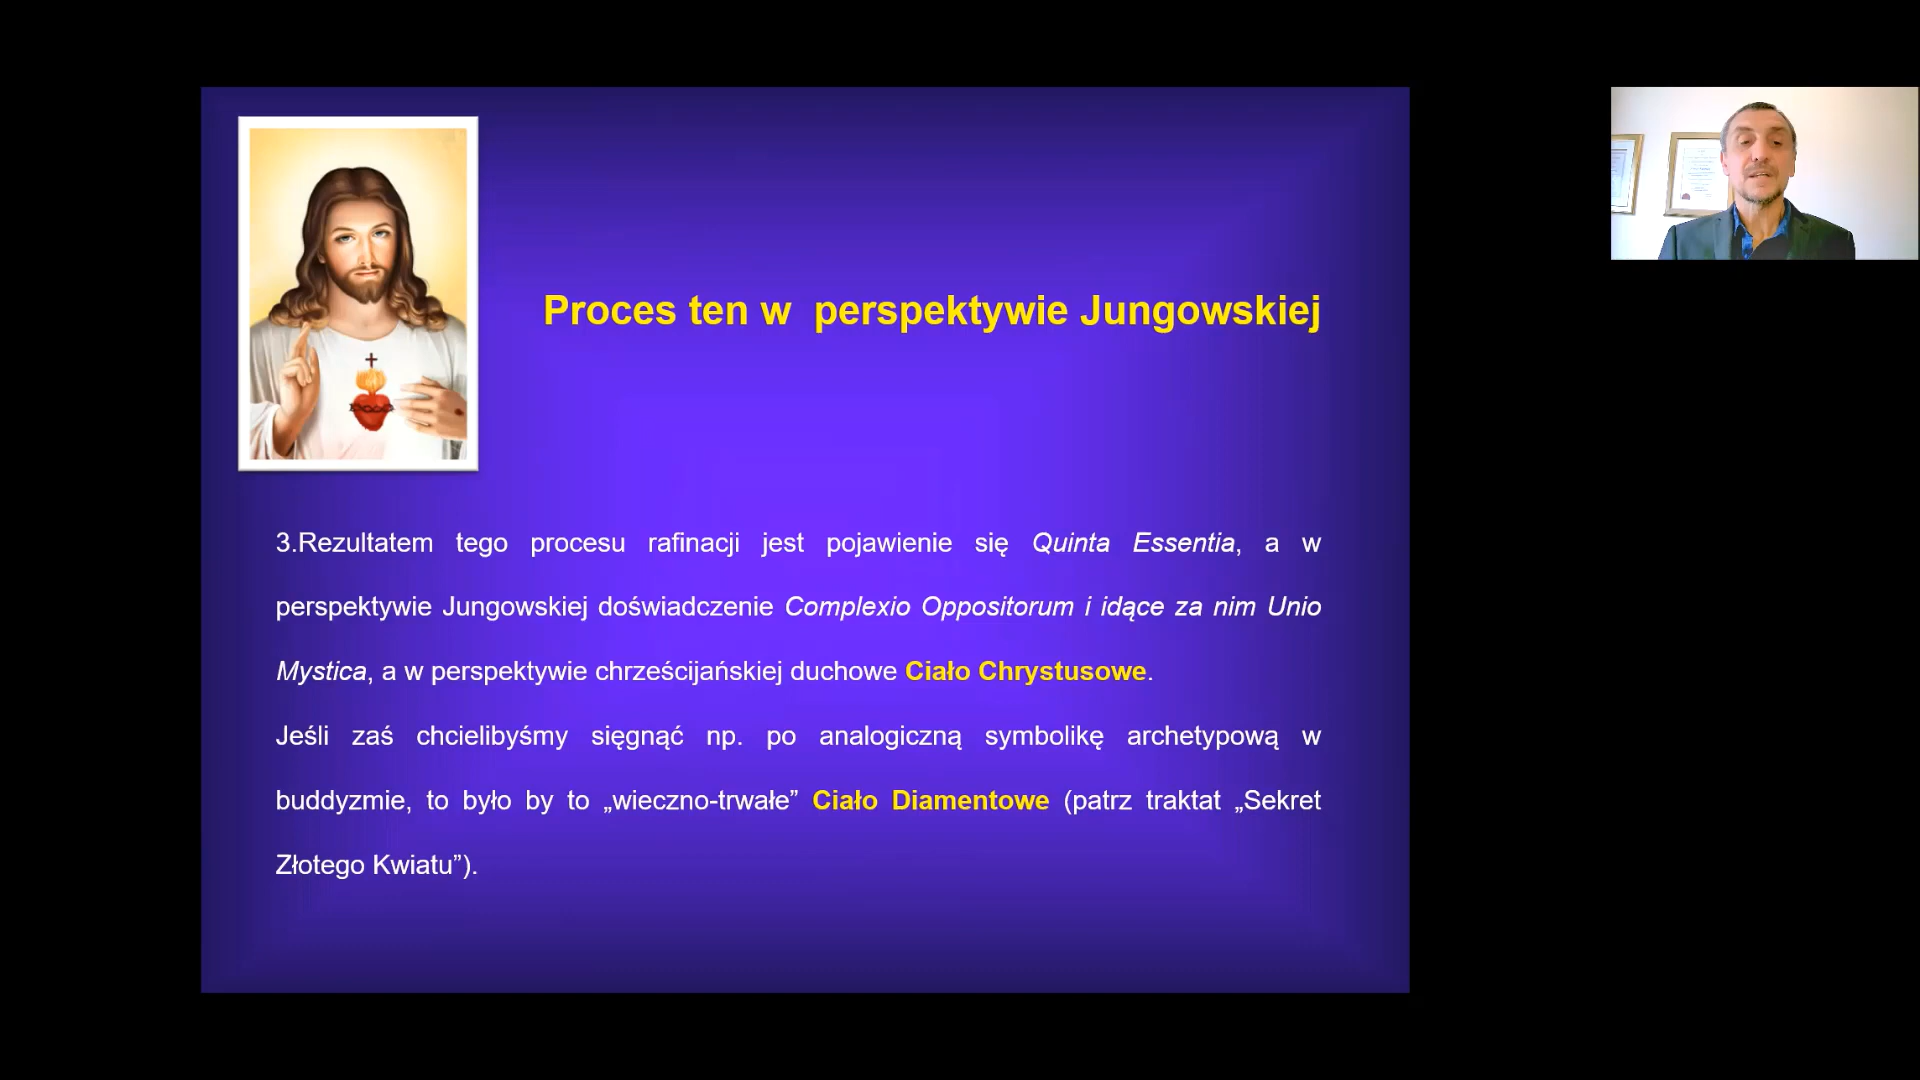 Proces ten w  perspektywie Jungowskiej
3.Rezultatem tego procesu rafinacji jest pojawienie się Quinta Essentia, a w
perspektywie Jungowskiej doświadczenie Complexio Oppositorum i idące za nim Unio
Mystica, a w perspektywie chrześcijańskiej duchowe Ciało Chrystusowe.
Jeśli zaś chcielibyśmy sięgnąć np. po analogiczną symbolikę archetypową w
buddyzmie, to było by to „wieczno-trwałe” Ciało Diamentowe (patrz traktat „Sekret
Złotego Kwiatu”).